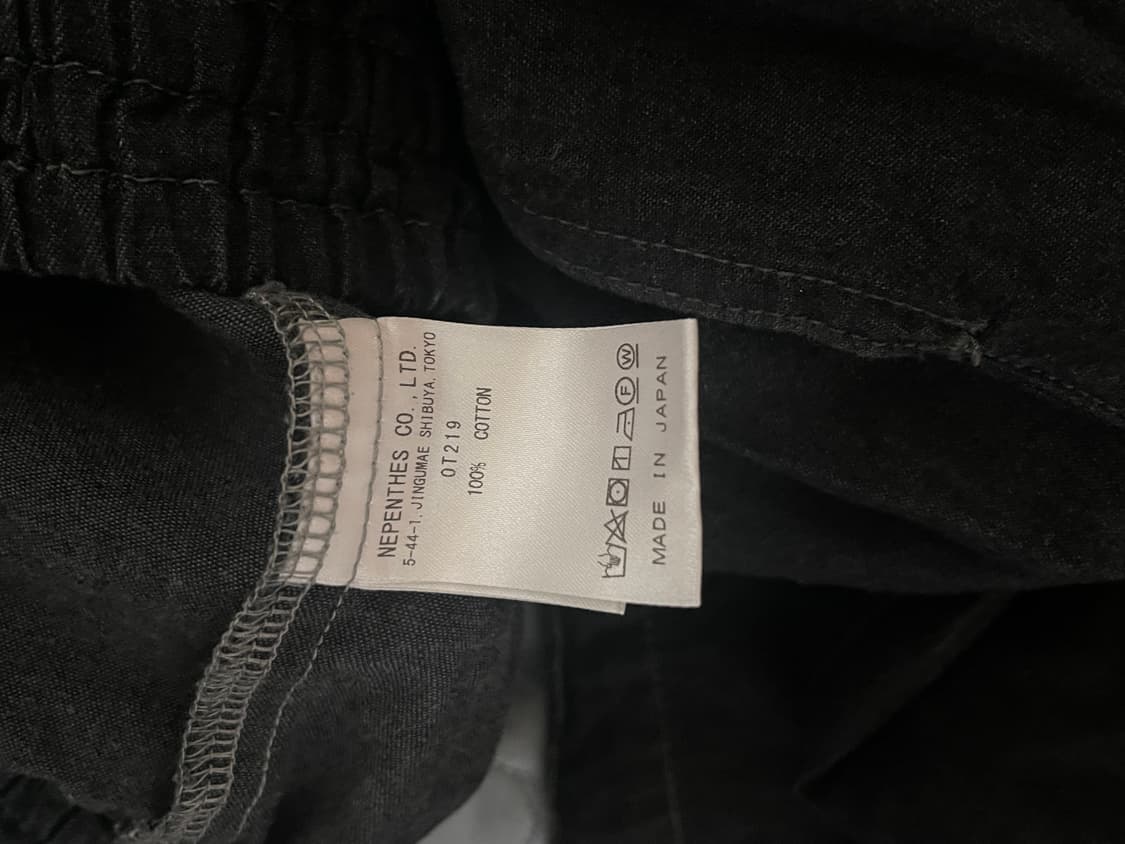 NEPENTHES CO., LTD.
5-44-1, JINGUMAE SHIBUYA, TOKYO
OT219
100% COTTON
F W
MADE IN JAPAN